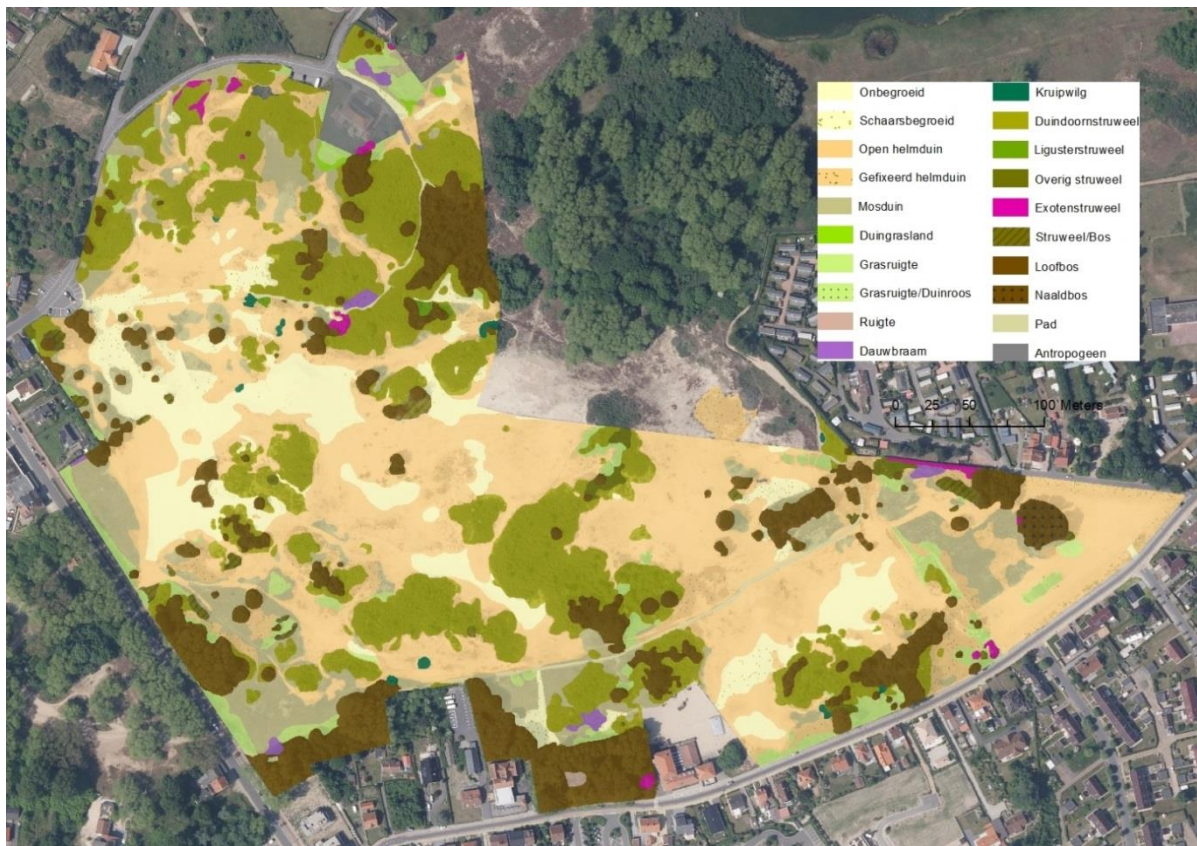 Onbegroeid
Schaarsbegroeid
Open helmduin
Gefixeerd helmduin
Mosduin
Duingrasland
Grasruigte
Grasruigte/Duinroos
Ruigte
Dauwbraam
Kruipwilg
Duindoornstruweel
Ligusterstruweel
Overig struweel
Exotenstruweel
Struweel/Bos
Loofbos
Naaldbos
Pad
Antropogeen
0 25 50 100 Meters